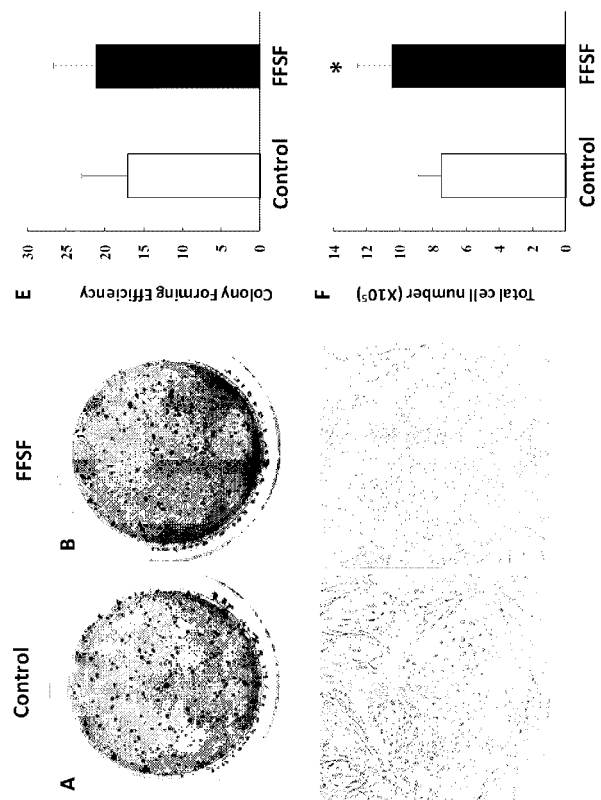 Control
FFSF
A
B
E
Colony Forming Efficiency
30
25
20
15
10
5
0
Control
FFSF
F
Total cell number (X10⁵)
14
12
10
8
6
4
2
0
*
Control
FFSF